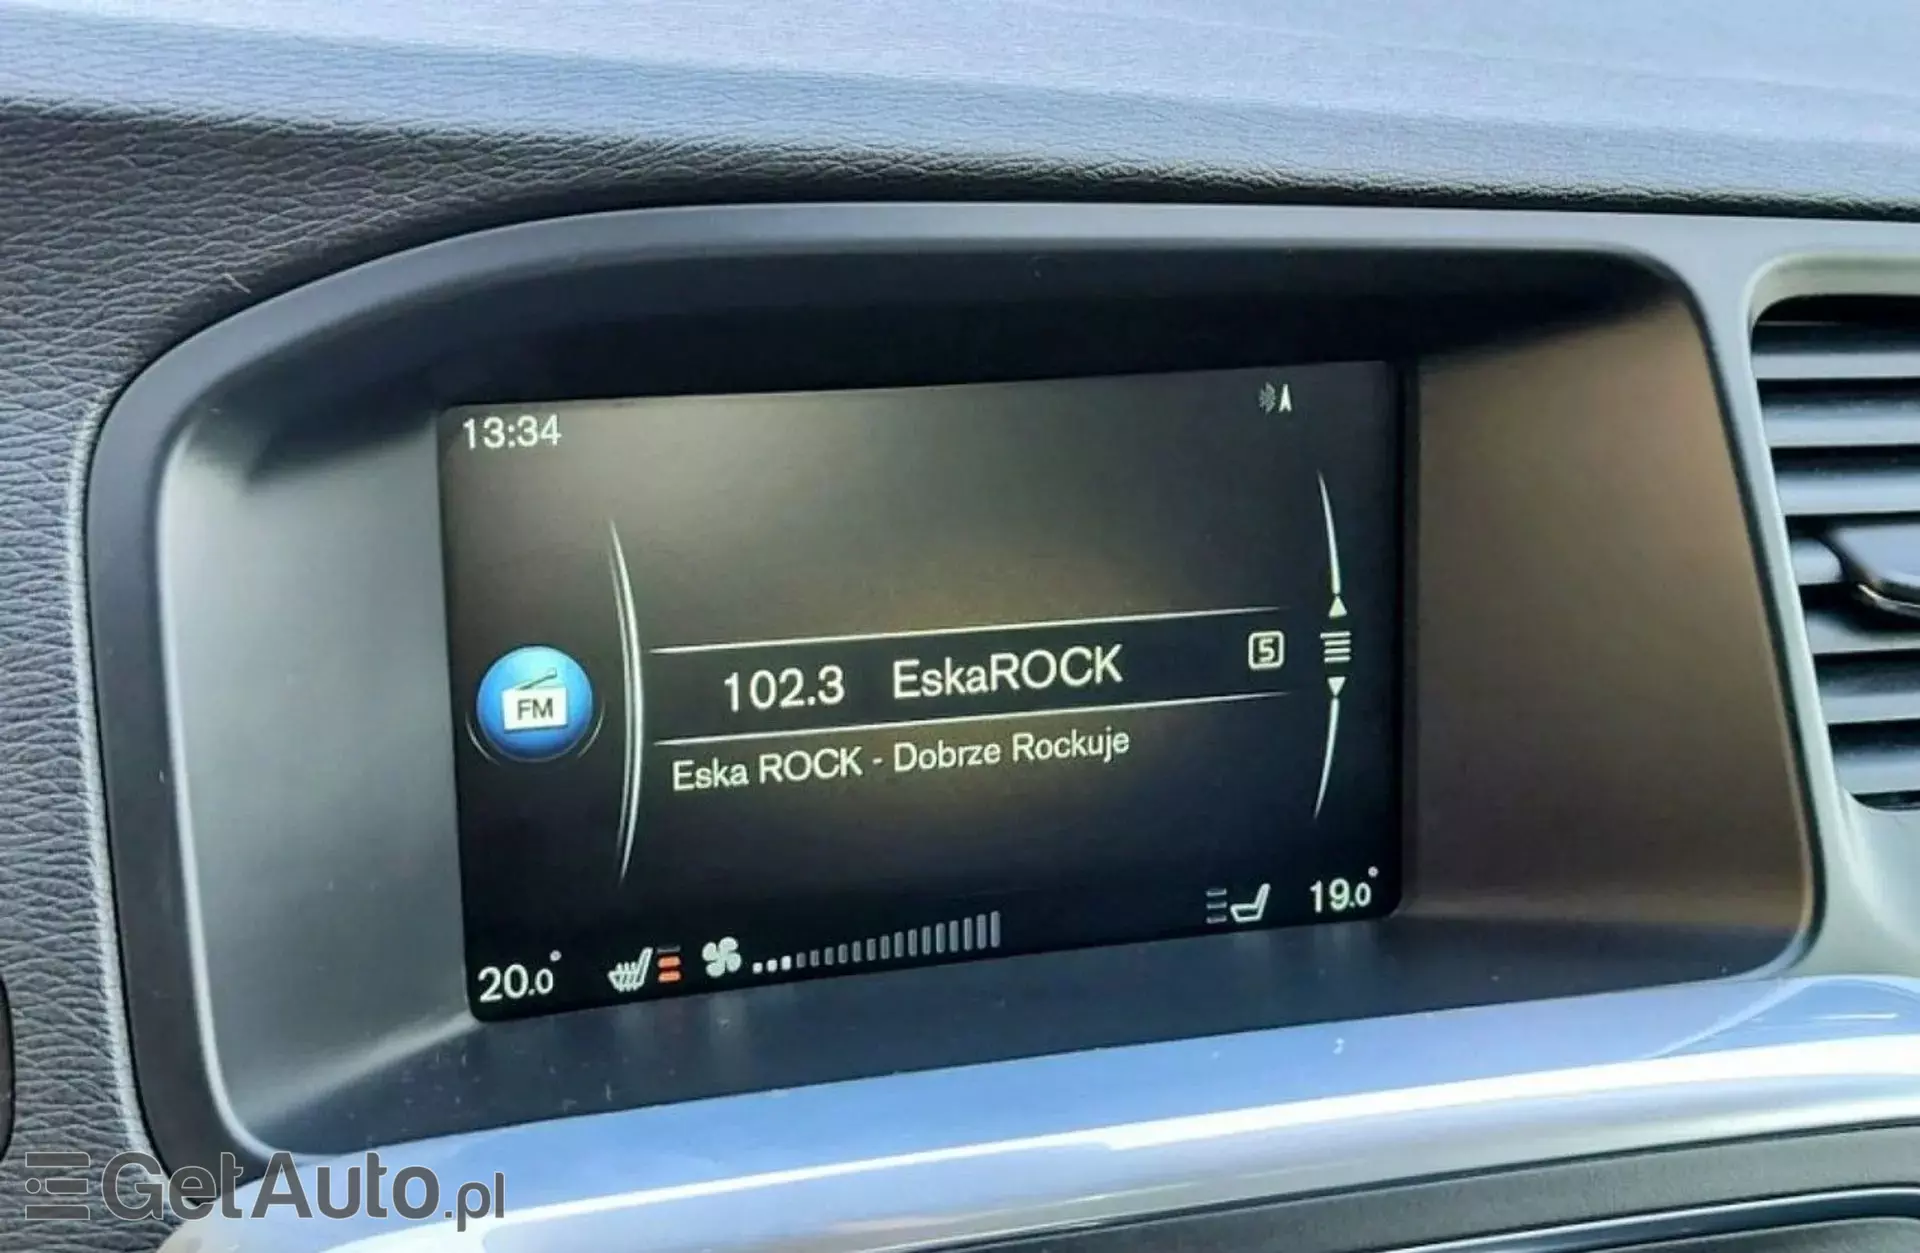 13:34
A
102.3 EskaROCK 5
FM
Eska ROCK - Dobrze Rockuje
20.0° 19.0°
GetAuto.pl